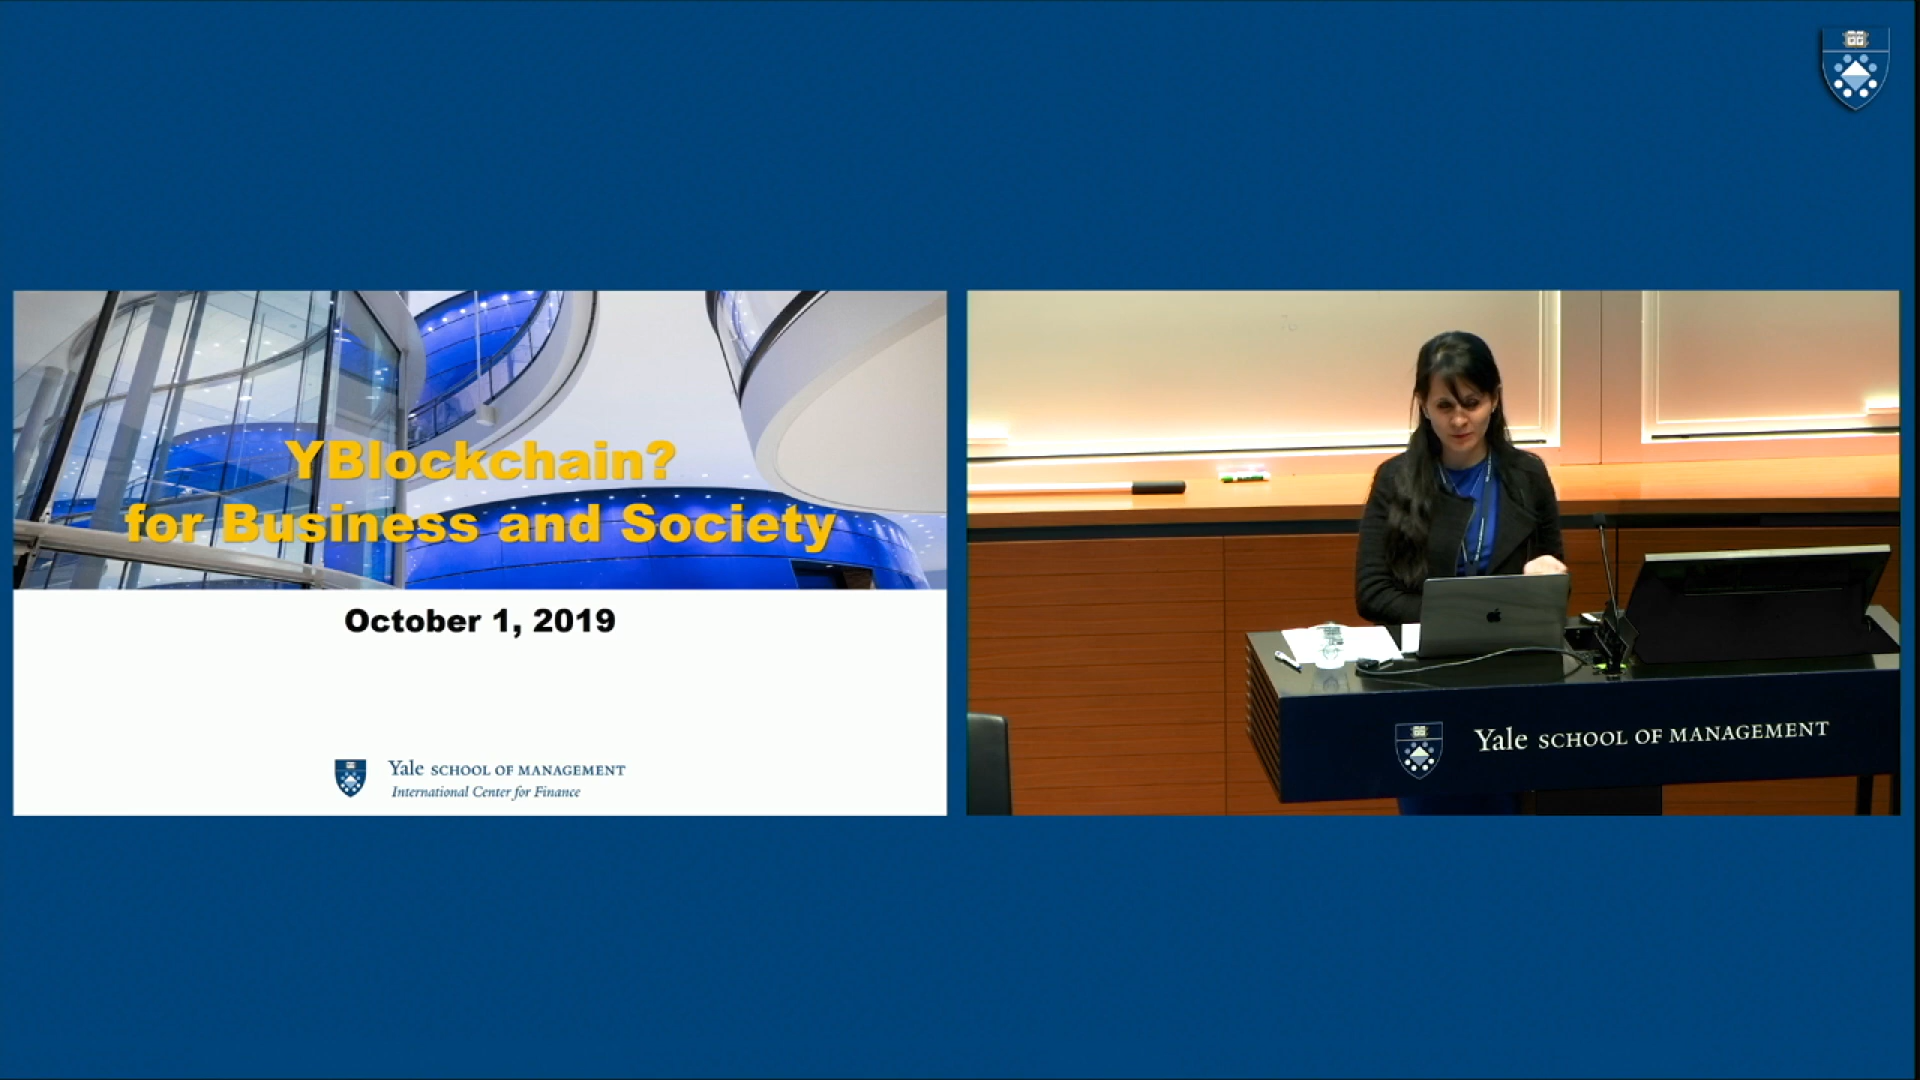 YBlockchain?
for Business and Society
October 1, 2019
Yale SCHOOL OF MANAGEMENT
International Center for Finance
Yale SCHOOL OF MANAGEMENT